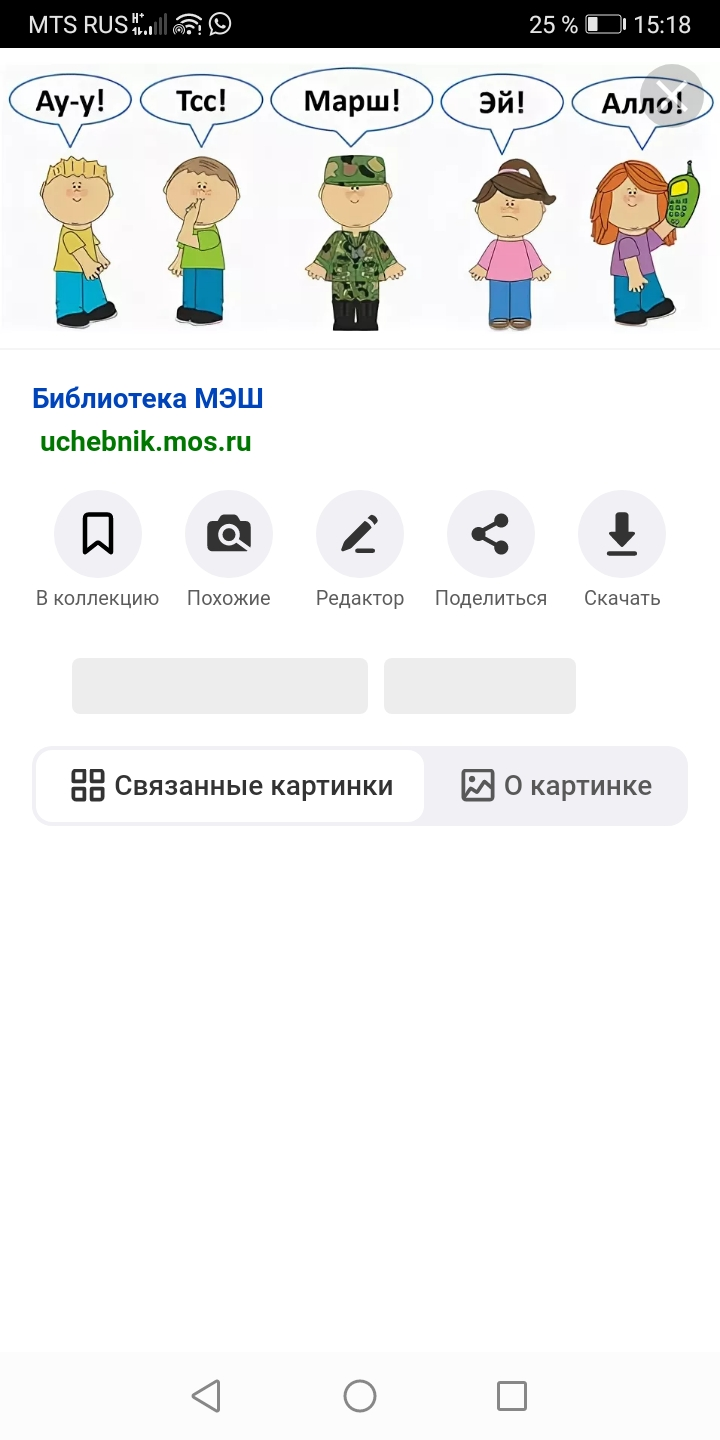 MTS RUS 25 % 15:18
Ау-у! Тсс! Марш! Эй! Алло!
Библиотека МЭШ
uchebnik.mos.ru
В коллекцию Похожие Редактор Поделиться Скачать
Связанные картинки О картинке